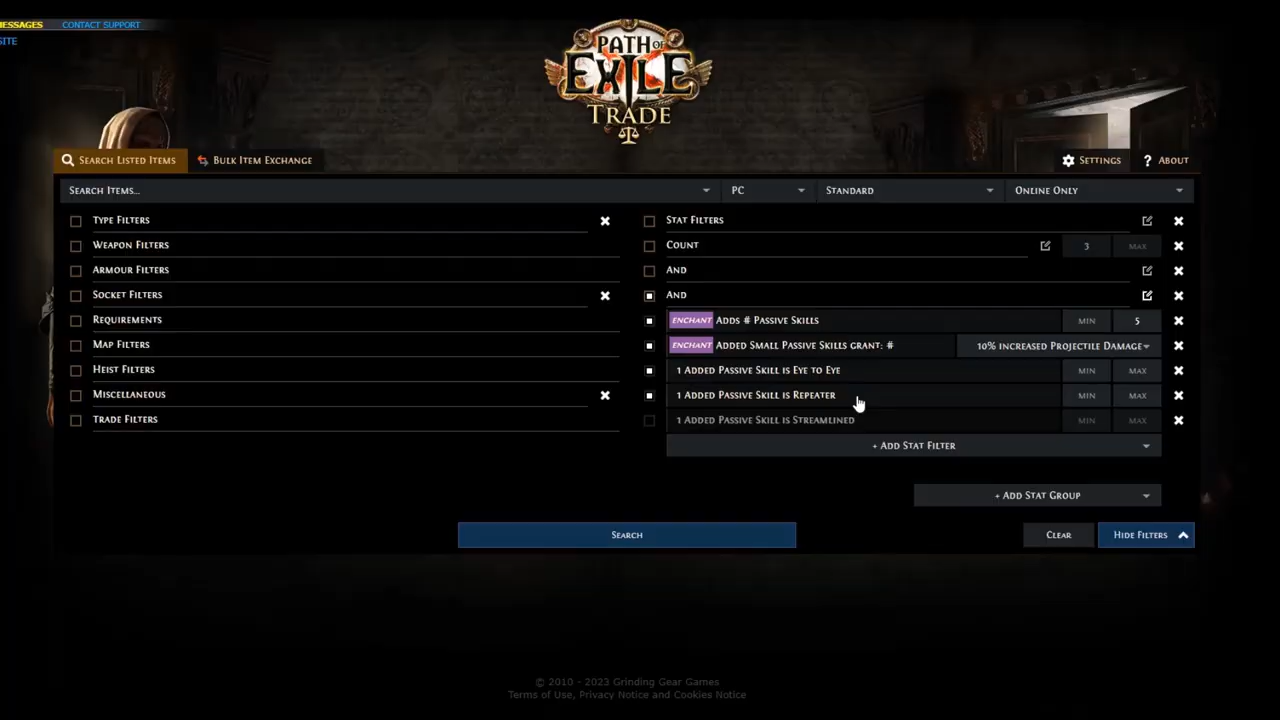 MESSAGES CONTACT SUPPORT
SITE
PATH OF
EXILE
TRADE
SEARCH LISTED ITEMS
BULK ITEM EXCHANGE
SETTINGS
? ABOUT
SEARCH ITEMS...
PC
STANDARD
ONLINE ONLY
TYPE FILTERS
WEAPON FILTERS
ARMOUR FILTERS
SOCKET FILTERS
REQUIREMENTS
MAP FILTERS
HEIST FILTERS
MISCELLANEOUS
TRADE FILTERS
STAT FILTERS
COUNT 3 MAX
AND
AND
ENCHANT ADDS # PASSIVE SKILLS MIN 5
ENCHANT ADDED SMALL PASSIVE SKILLS GRANT: # 10% INCREASED PROJECTILE DAMAGE
1 ADDED PASSIVE SKILL IS EYE TO EYE MIN MAX
1 ADDED PASSIVE SKILL IS REPEATER MIN MAX
1 ADDED PASSIVE SKILL IS STREAMLINED MIN MAX
+ ADD STAT FILTER
+ ADD STAT GROUP
SEARCH
CLEAR
HIDE FILTERS
© 2010 - 2023 Grinding Gear Games
Terms of Use, Privacy Notice and Cookies Notice